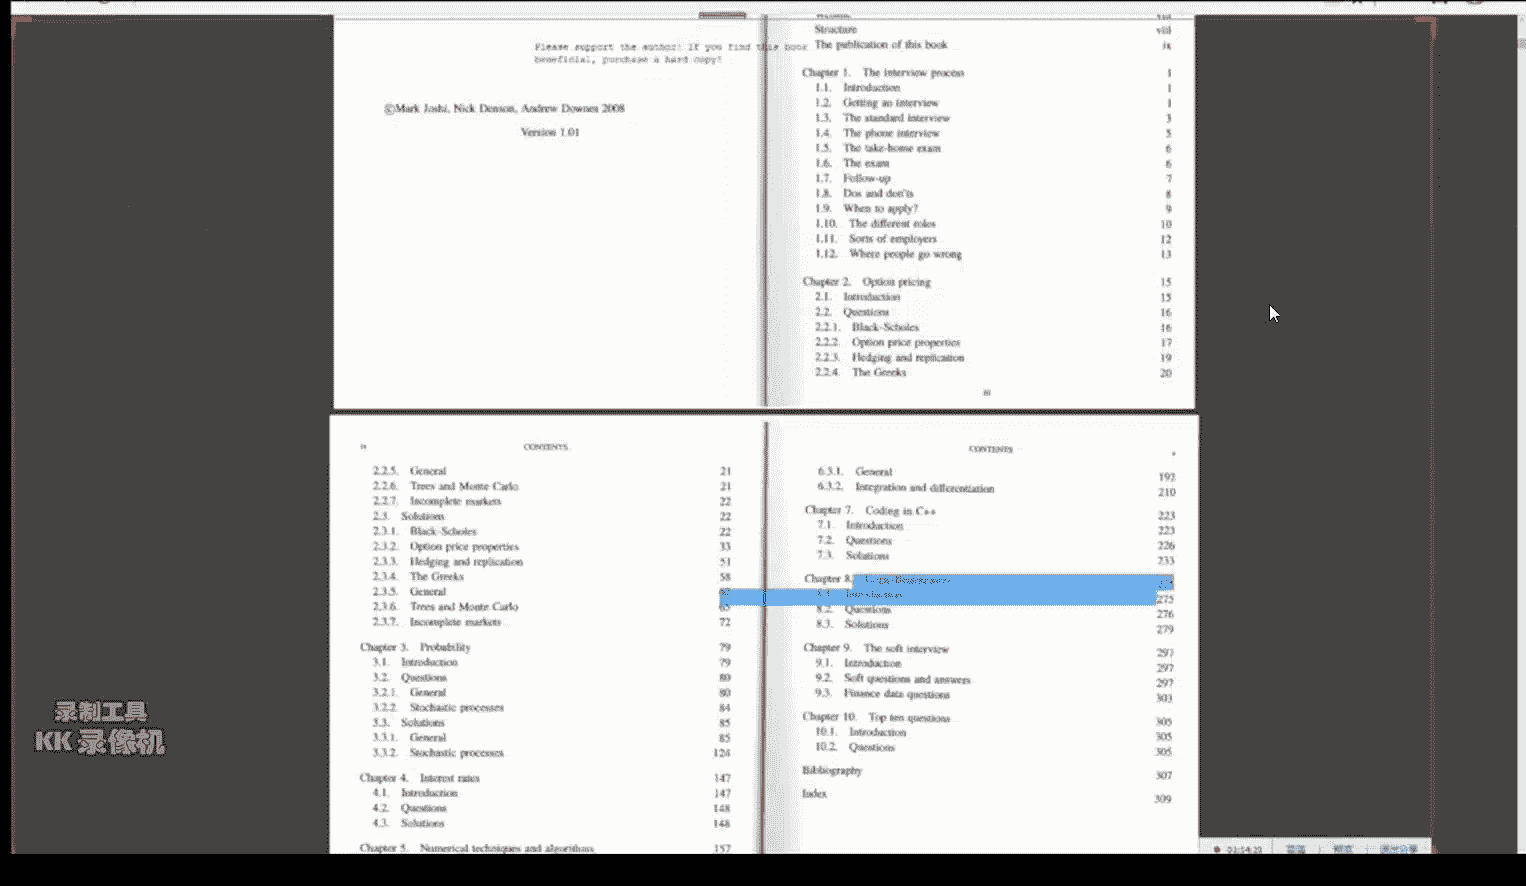 Please support the author! If you find this book
beneficial, purchase a hard copy!
©Mark Joshi, Nick Denson, Andrew Downes 2008
Version 1.01
Structure viii
The publication of this book ix
Chapter 1. The interview process 1
1.1. Introduction 1
1.2. Getting an interview 1
1.3. The standard interview 3
1.4. The phone interview 5
1.5. The take-home exam 6
1.6. The exam 6
1.7. Follow-up 7
1.8. Dos and don'ts 8
1.9. When to apply? 9
1.10. The different roles 10
1.11. Sorts of employers 12
1.12. Where people go wrong 13
Chapter 2. Option pricing 15
2.1. Introduction 15
2.2. Questions 16
2.2.1. Black-Scholes 16
2.2.2. Option price properties 17
2.2.3. Hedging and replication 19
2.2.4. The Greeks 20
iii
iv CONTENTS
2.2.5. General 21
2.2.6. Trees and Monte Carlo 21
2.2.7. Incomplete markets 22
2.3. Solutions 22
2.3.1. Black-Scholes 22
2.3.2. Option price properties 33
2.3.3. Hedging and replication 51
2.3.4. The Greeks 58
2.3.5. General
2.3.6. Trees and Monte Carlo 65
2.3.7. Incomplete markets 72
Chapter 3. Probability 79
3.1. Introduction 79
3.2. Questions 80
3.2.1. General 80
3.2.2. Stochastic processes 84
3.3. Solutions 85
3.3.1. General 85
3.3.2. Stochastic processes 124
Chapter 4. Interest rates 147
4.1. Introduction 147
4.2. Questions 148
4.3. Solutions 148
Chapter 5. Numerical techniques and algorithms 157
CONTENTS v
6.3.1. General 192
6.3.2. Integration and differentiation 210
Chapter 7. Coding in C++ 223
7.1. Introduction 223
7.2. Questions 226
7.3. Solutions 233
Chapter 8.
8.1. Introduction 275
8.2. Questions 276
8.3. Solutions 279
Chapter 9. The soft interview 297
9.1. Introduction 297
9.2. Soft questions and answers 297
9.3. Finance data questions 303
Chapter 10. Top ten questions 305
10.1. Introduction 305
10.2. Questions 305
Bibliography 307
Index 309
录制工具
KK 录像机